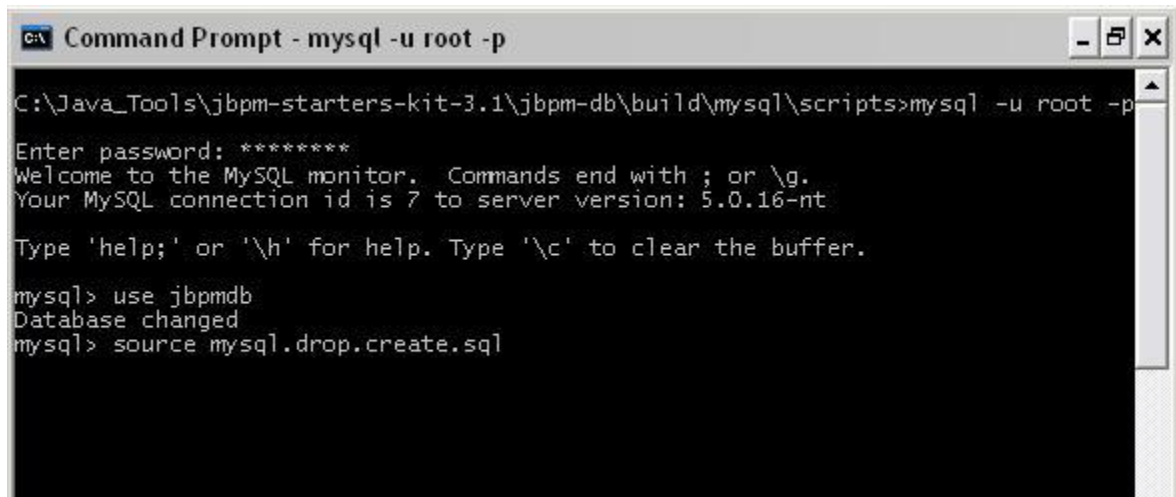 Command Prompt - mysql -u root -p
C:\Java_Tools\jbpm-starters-kit-3.1\jbpm-db\build\mysql\scripts>mysql -u root -p
Enter password: ********
Welcome to the MySQL monitor.  Commands end with ; or \g.
Your MySQL connection id is 7 to server version: 5.0.16-nt
Type 'help;' or '\h' for help. Type '\c' to clear the buffer.
mysql> use jbpmdb
Database changed
mysql> source mysql.drop.create.sql